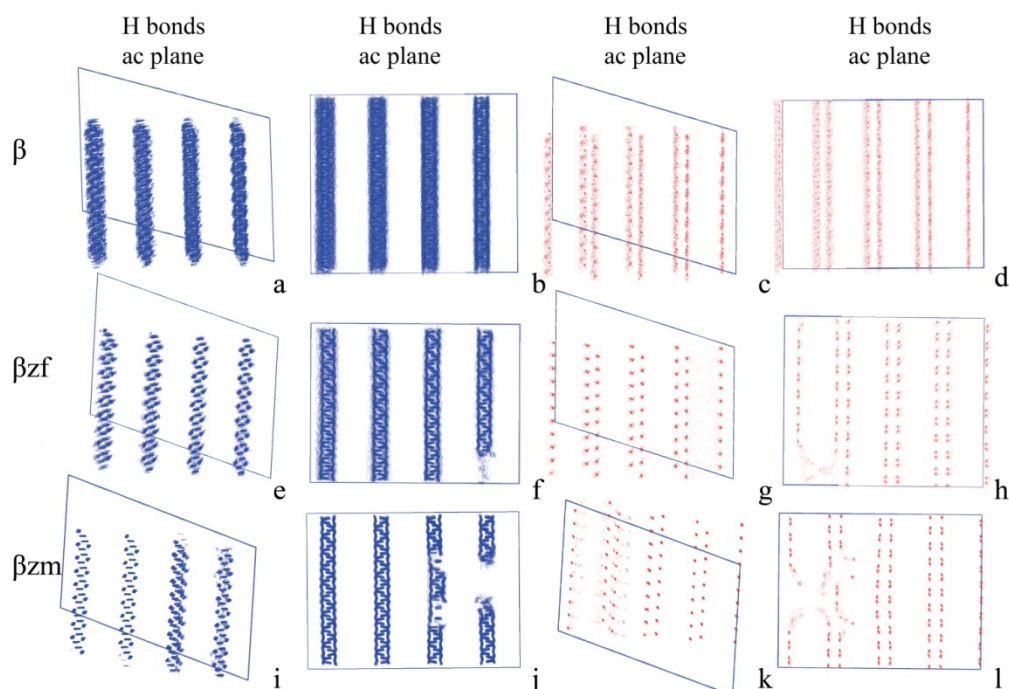 H bonds
ac plane
H bonds
ac plane
H bonds
ac plane
H bonds
ac plane
β
a
b
c
d
βzf
e
f
g
h
βzm
i
j
k
l